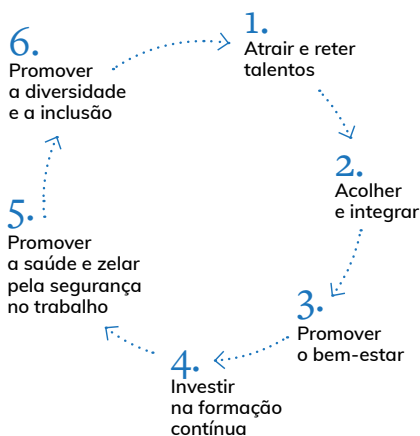 1.
Atrair e reter
talentos
2.
Acolher
e integrar
3.
Promover
o bem-estar
4.
Investir
na formação
contínua
5.
Promover
a saúde e zelar
pela segurança
no trabalho
6.
Promover
a diversidade
e a inclusão